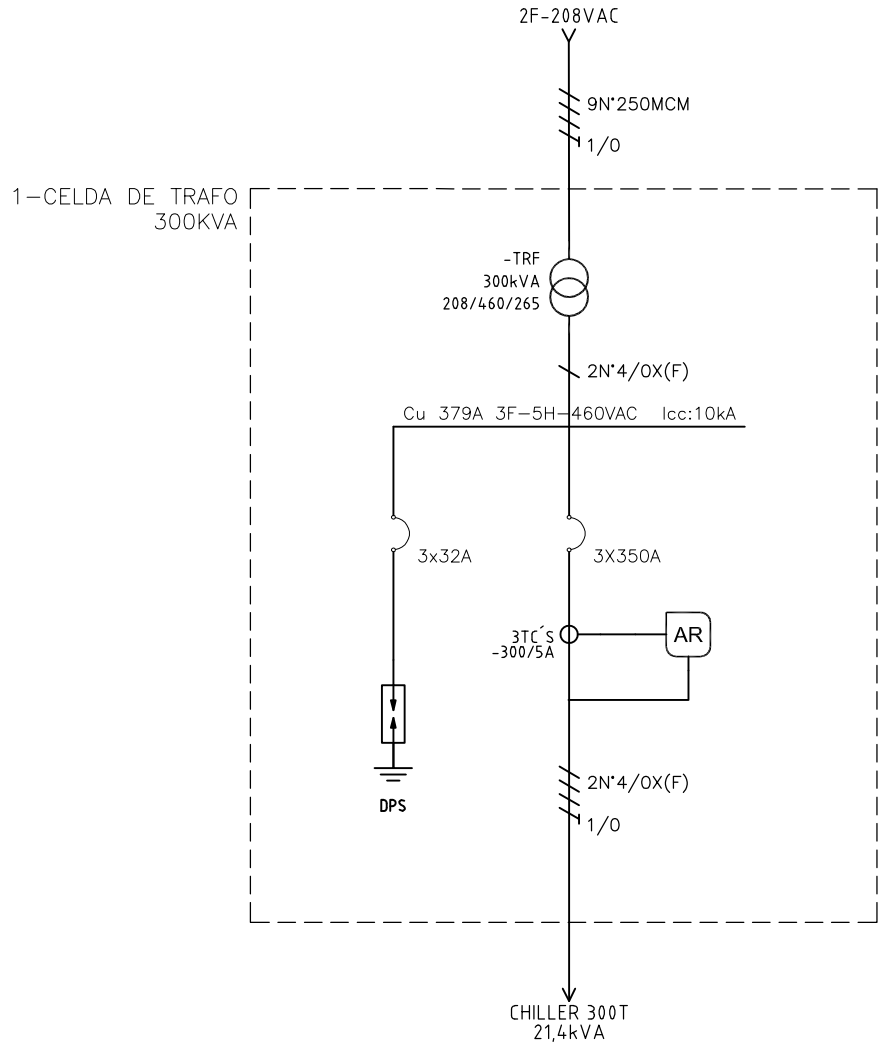 2F-208VAC
9N°250MCM
1/0
1-CELDA DE TRAFO
300KVA
-TRF
300kVA
208/460/265
2N°4/0X(F)
Cu 379A 3F-5H-460VAC Icc:10kA
3x32A
3X350A
3TC´S
-300/5A
AR
DPS
2N°4/0X(F)
1/0
CHILLER 300T
21,4kVA